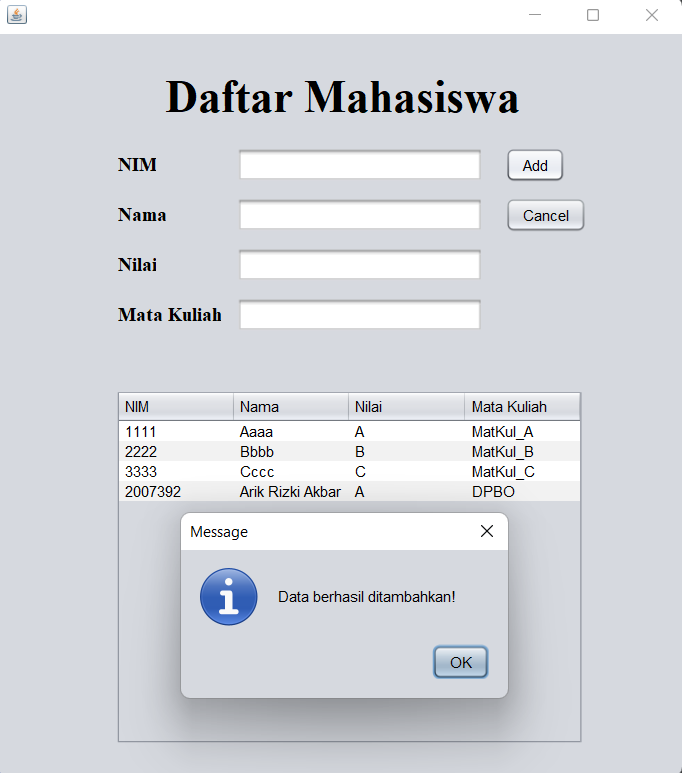 Daftar Mahasiswa
NIM Add
Nama Cancel
Nilai
Mata Kuliah
NIM Nama Nilai Mata Kuliah
1111 Aaaa A MatKul_A
2222 Bbbb B MatKul_B
3333 Cccc C MatKul_C
2007392 Arik Rizki Akbar A DPBO
Message
Data berhasil ditambahkan!
OK